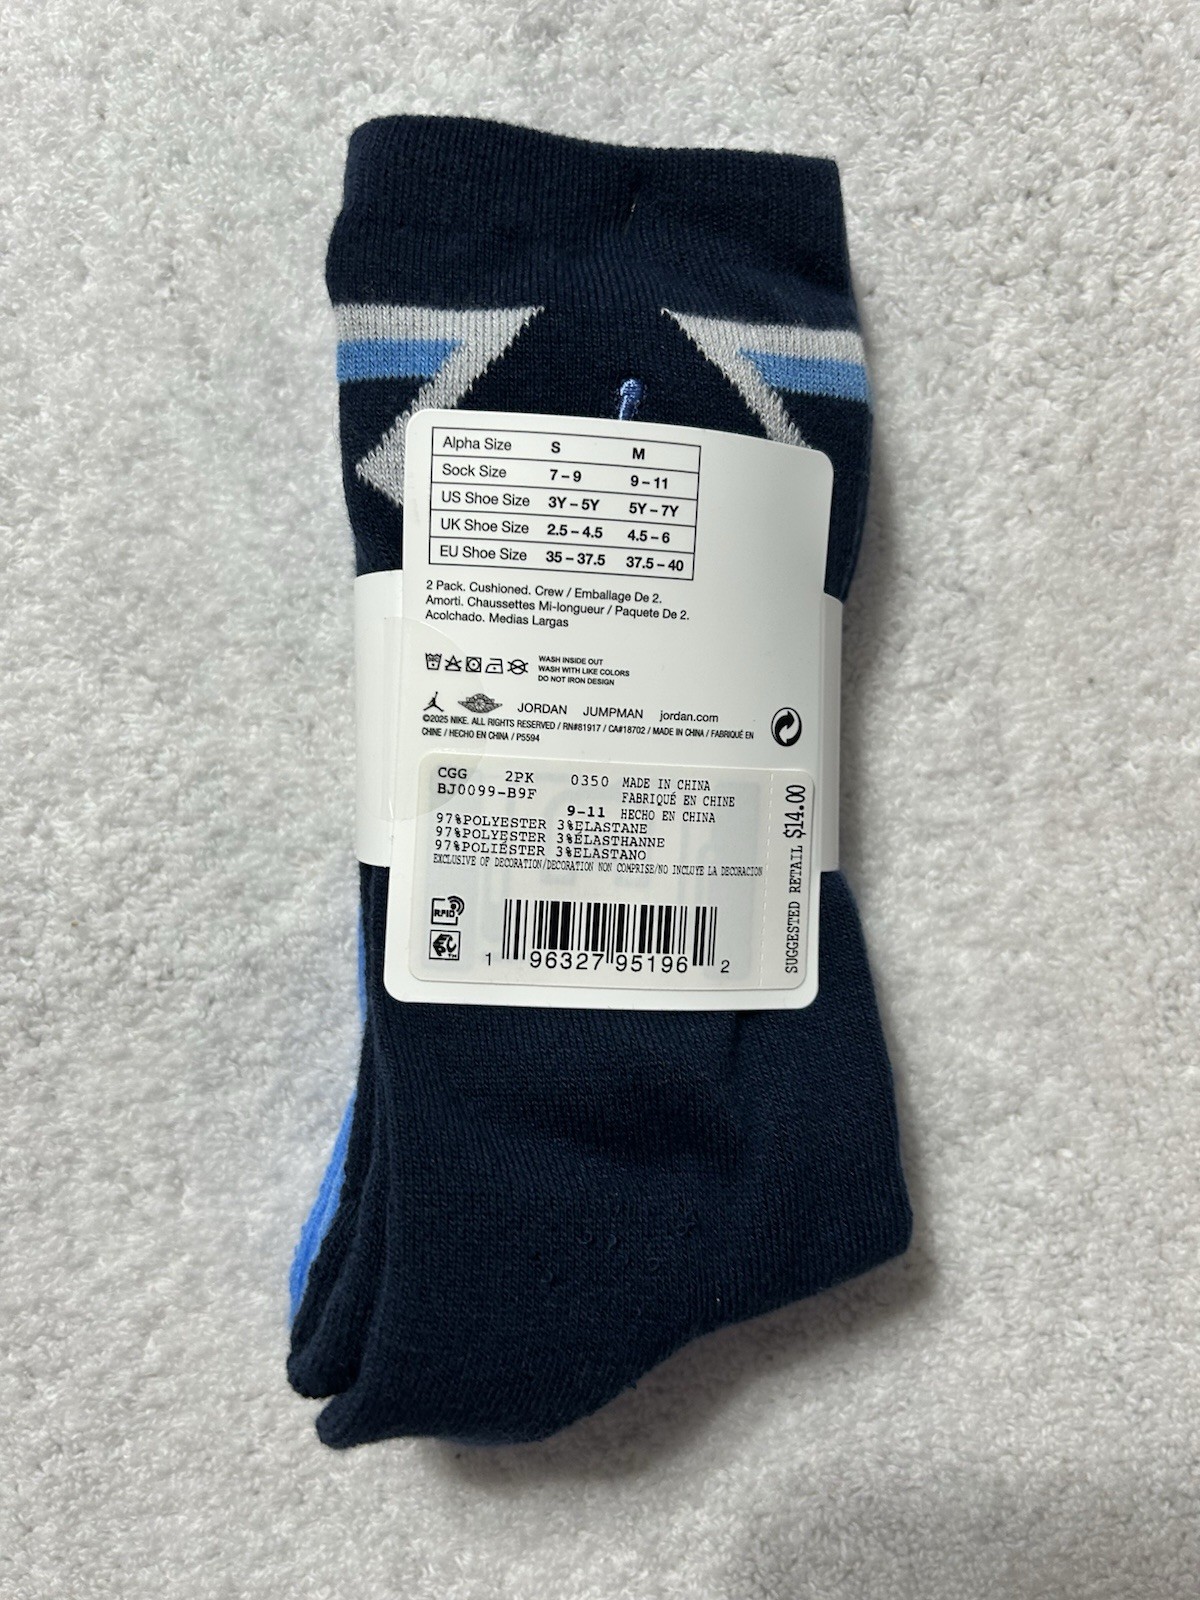 Alpha Size S M
Sock Size 7 – 9 9 – 11
US Shoe Size 3Y – 5Y 5Y – 7Y
UK Shoe Size 2.5 – 4.5 4.5 – 6
EU Shoe Size 35 – 37.5 37.5 – 40
2 Pack. Cushioned. Crew / Emballage De 2.
Amorti. Chaussettes Mi-longueur / Paquete De 2.
Acolchado. Medias Largas
WASH INSIDE OUT
WASH WITH LIKE COLORS
DO NOT IRON DESIGN
JORDAN JUMPMAN jordan.com
©2025 NIKE. ALL RIGHTS RESERVED / RN#81917 / CA#18702 / MADE IN CHINA / FABRIQUÉ EN
CHINE / HECHO EN CHINA / P5594
CGG 2PK 0350 MADE IN CHINA
BJ0099-B9F FABRIQUÉ EN CHINE
9-11 HECHO EN CHINA
97%POLYESTER 3%ELASTANE
97%POLYESTER 3%ÉLASTHANNE
97%POLIÉSTER 3%ELASTANO
EXCLUSIVE OF DECORATION/DECORATION NON COMPRISE/NO INCLUYE LA DECORACION
RFID
1 96327 95196 2
SUGGESTED RETAIL $14.00